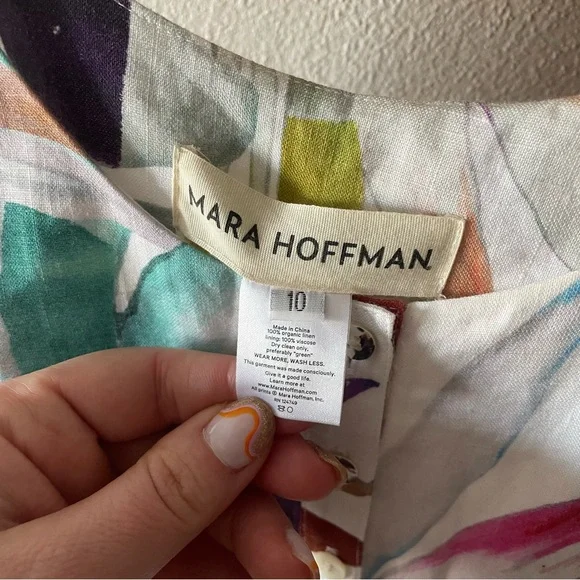 MARA HOFFMAN
10
Made in China
100% organic linen
lining: 100% viscose
Dry clean only,
preferably "green"
WEAR MORE, WASH LESS.
This garment was made consciously.
Give it a good life.
Learn more at
www.MaraHoffman.com
All prints © Mara Hoffman, Inc.
RN 124749